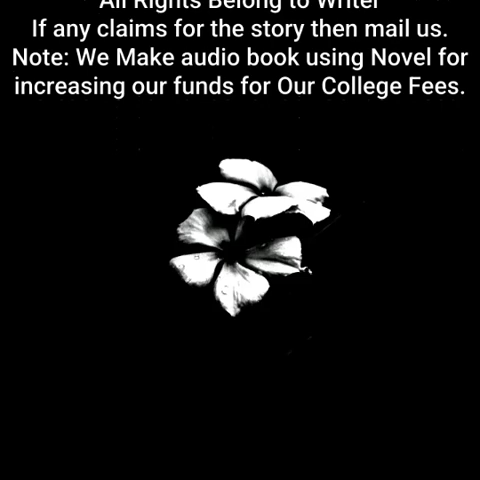 All Rights Belong to Writer
If any claims for the story then mail us.
Note: We Make audio book using Novel for
increasing our funds for Our College Fees.